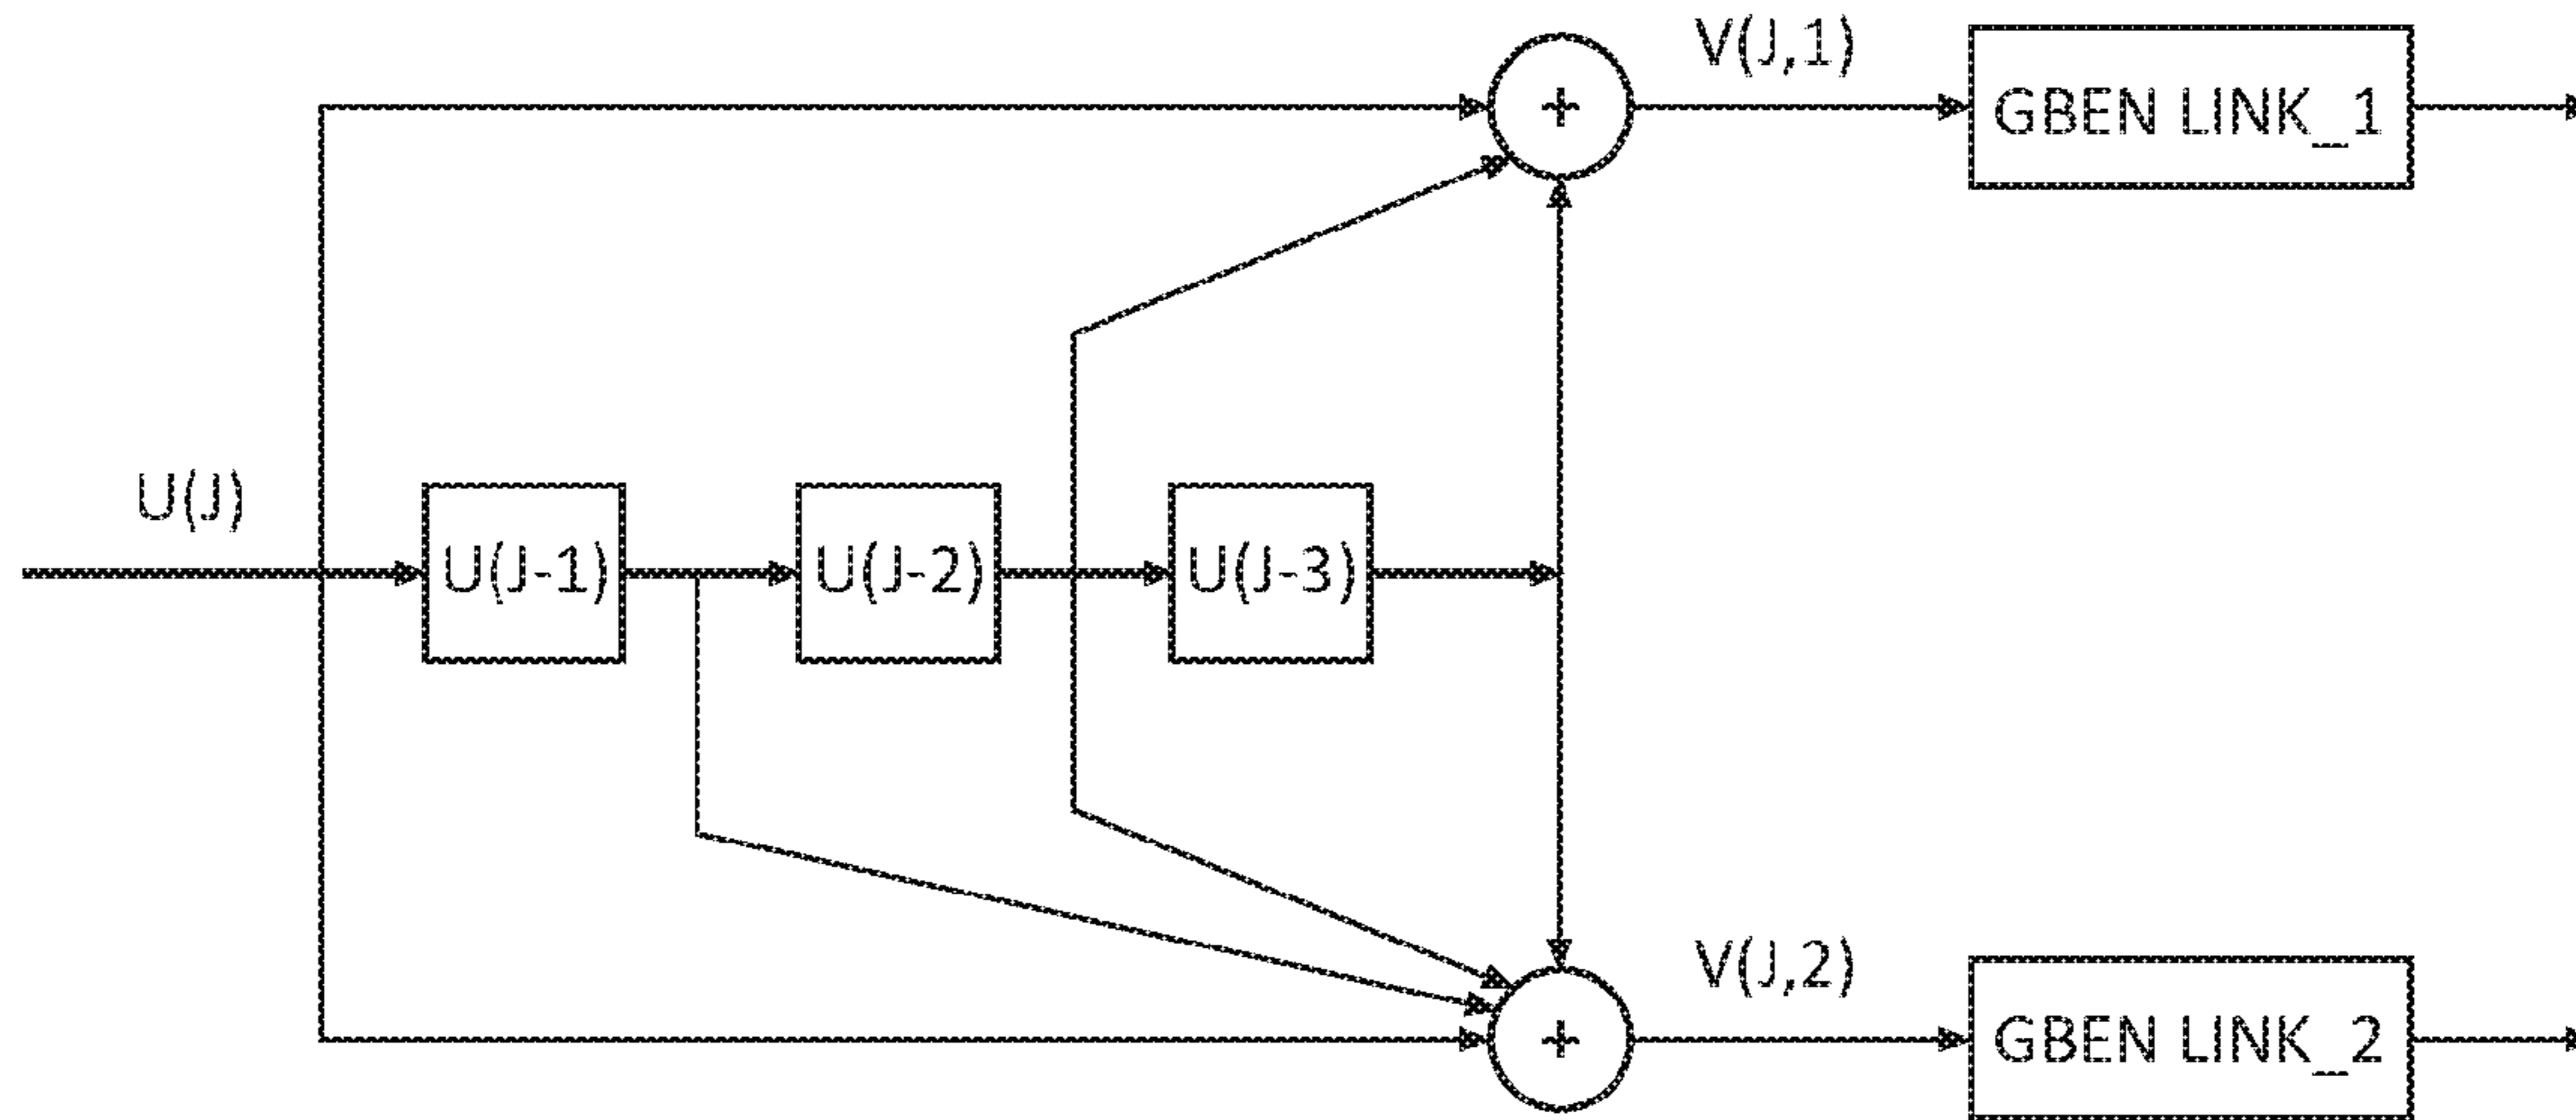 V(J,1)
+
GBEN LINK_1
U(J)
U(J-1)
U(J-2)
U(J-3)
V(J,2)
+
GBEN LINK_2